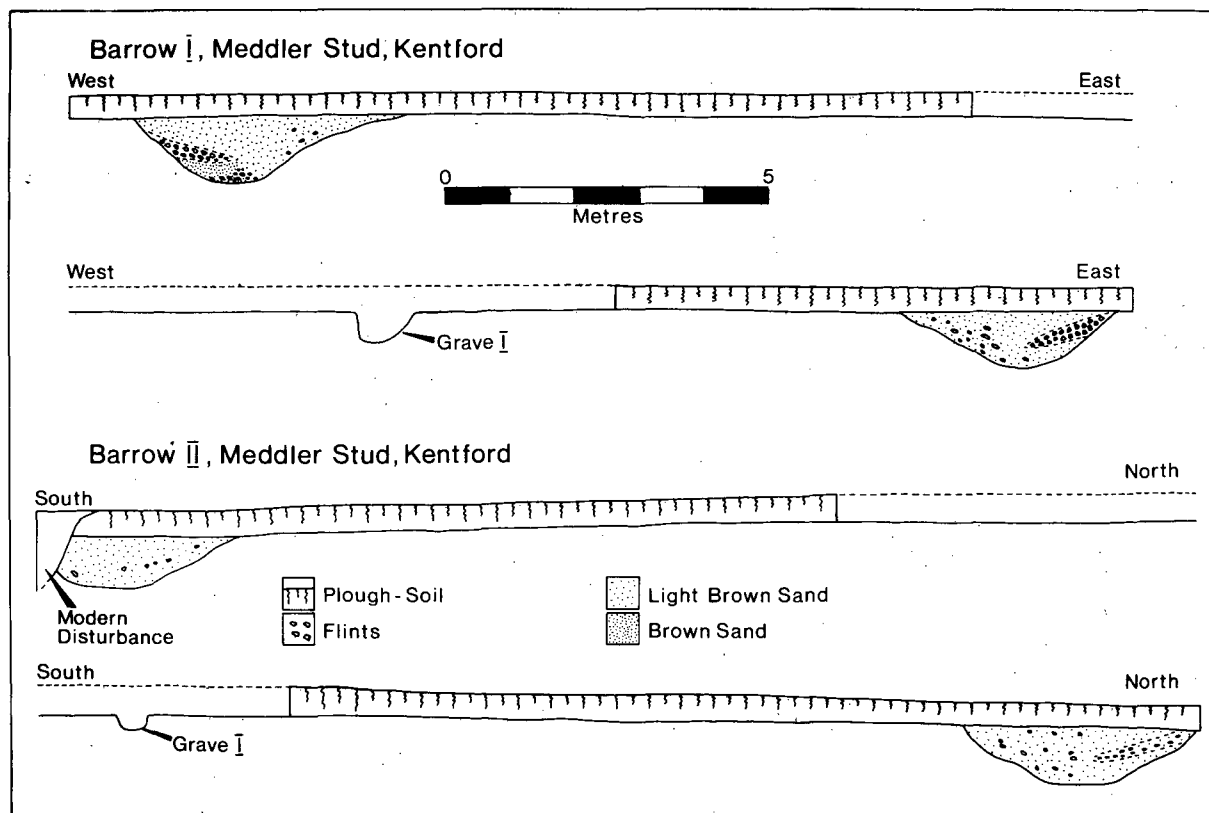 Barrow I, Meddler Stud, Kentford
West East
0 5
Metres
West East
Grave I
Barrow II, Meddler Stud, Kentford
South North
Plough-Soil Light Brown Sand
Modern Flints Brown Sand
Disturbance
South North
Grave I